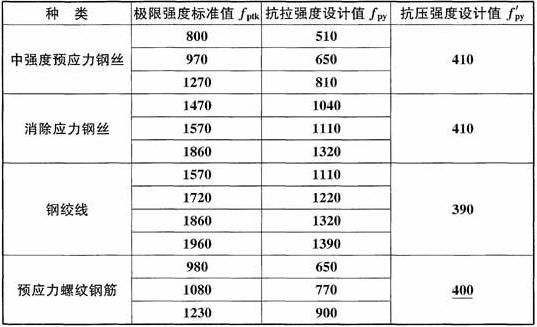 种 类 极限强度标准值 fptk 抗拉强度设计值 fpy 抗压强度设计值 f′py
中强度预应力钢丝 800 510 410
970 650
1270 810
消除应力钢丝 1470 1040 410
1570 1110
1860 1320
钢绞线 1570 1110 390
1720 1220
1860 1320
1960 1390
预应力螺纹钢筋 980 650 400
1080 770
1230 900